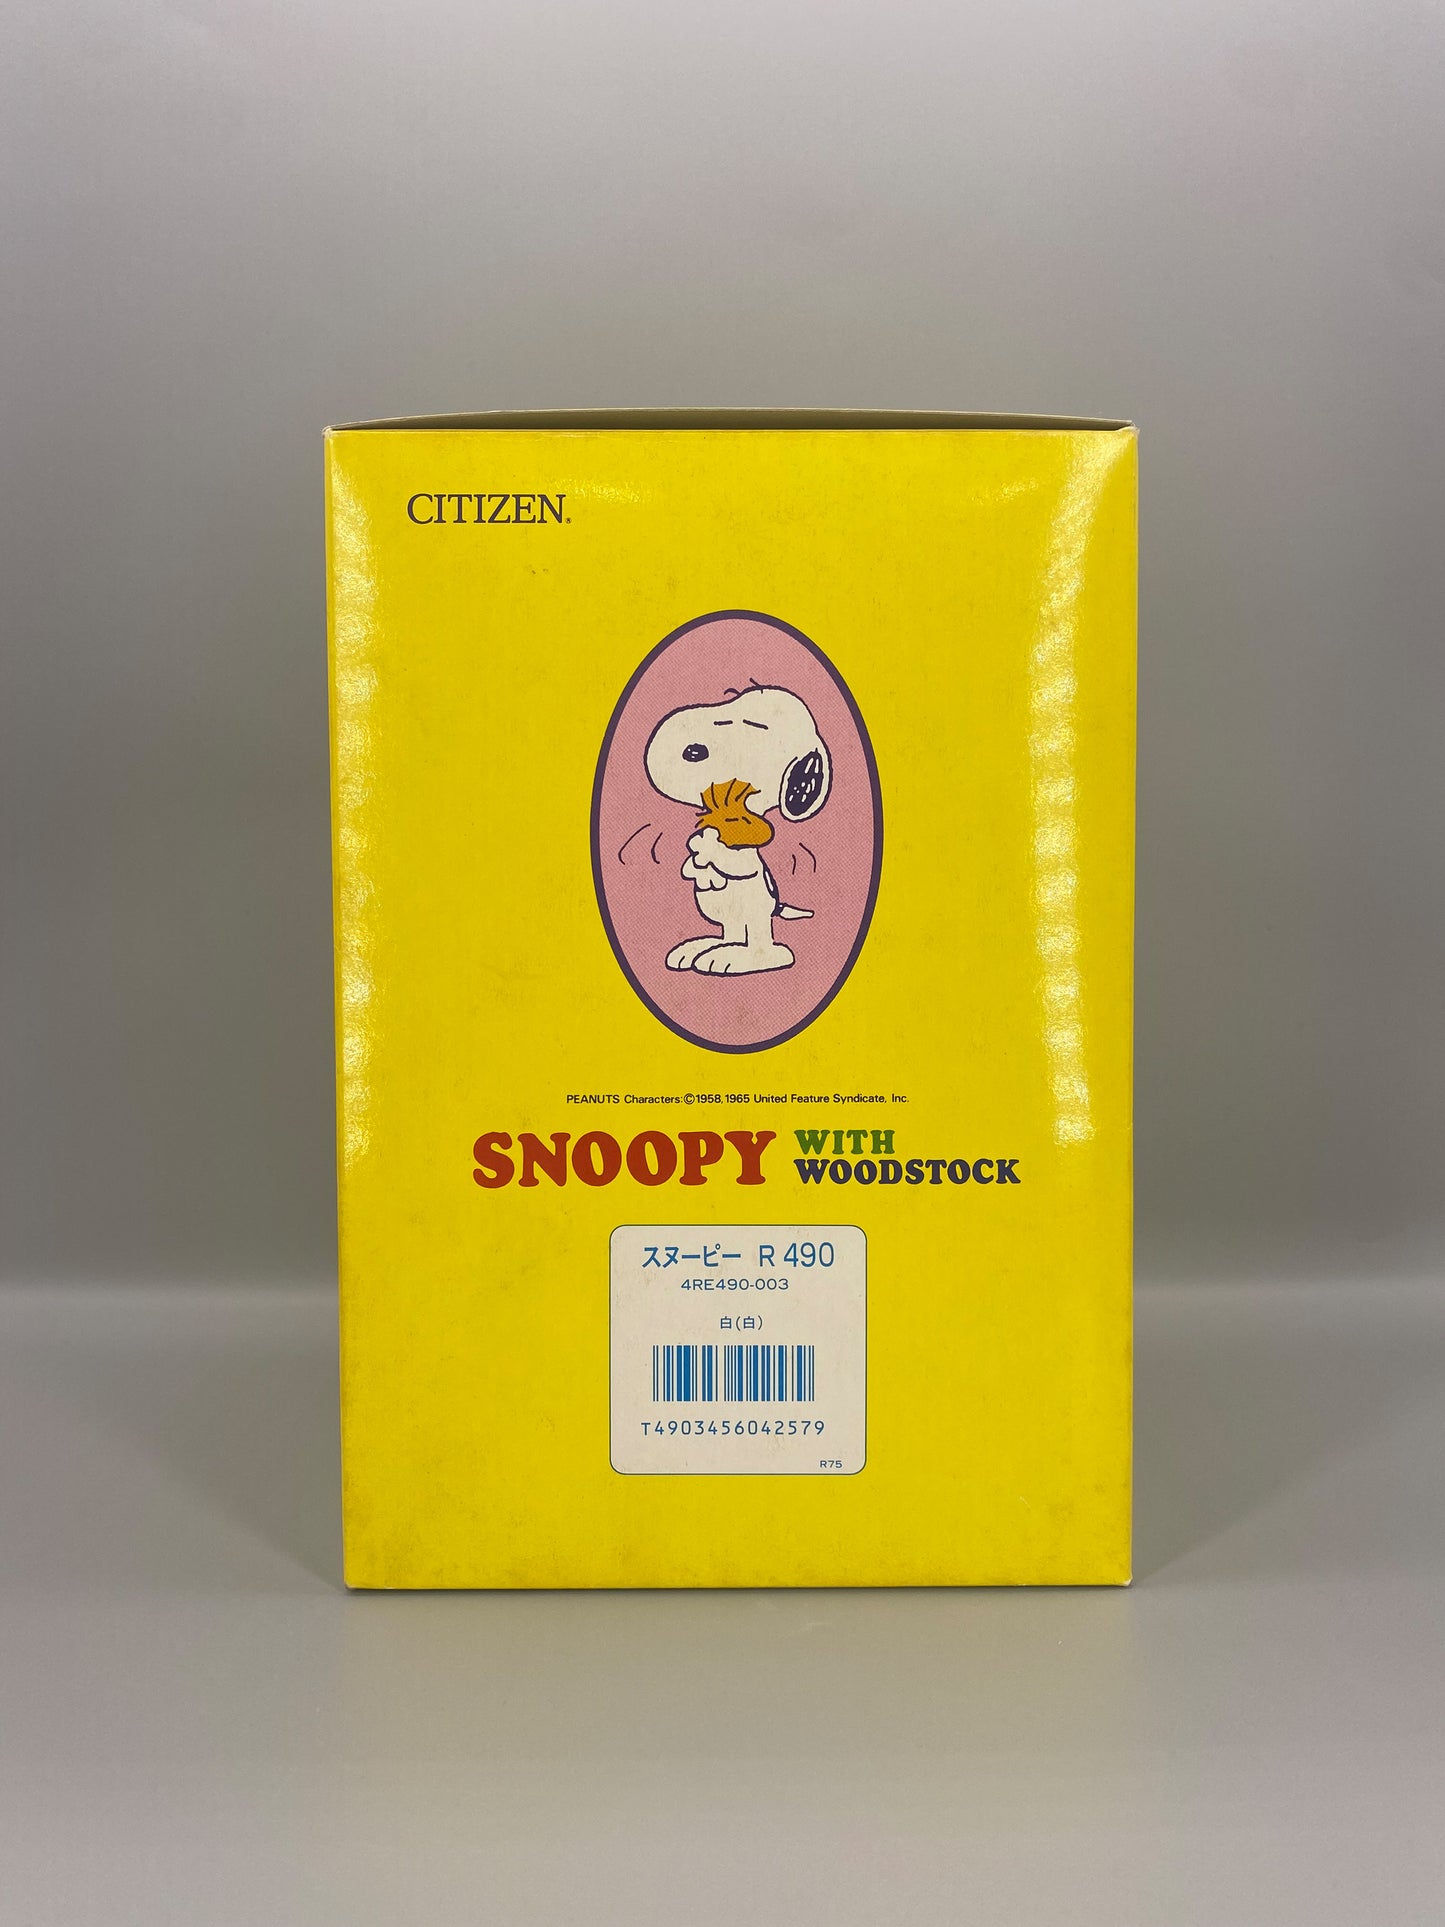 CITIZEN®
PEANUTS Characters:©1958,1965 United Feature Syndicate, Inc.
SNOOPY WITH
WOODSTOCK
スヌーピー R490
4RE490-003
白(白)
T4903456042579
R75